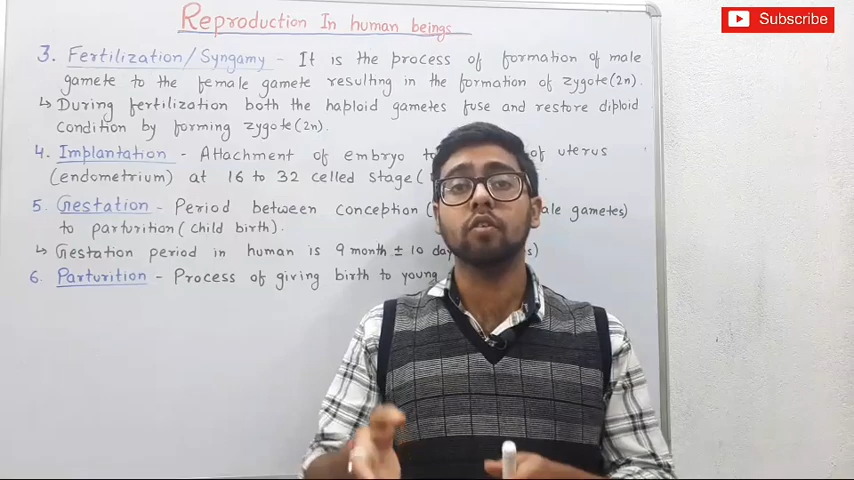 Reproduction In human beings
Subscribe
3. Fertilization/Syngamy - It is the process of formation of male
gamete to the female gamete resulting in the formation of zygote (2n).
↳ During fertilization both the haploid gametes fuse and restore diploid
condition by forming zygote (2n).
4. Implantation - Attachment of embryo of uterus
(endometrium) at 16 to 32 celled stage (
5. Gestation - Period between conception ( gametes)
to parturition (child birth).
↳ Gestation period in human is 9 month ± 10
6. Parturition - Process of giving birth to young